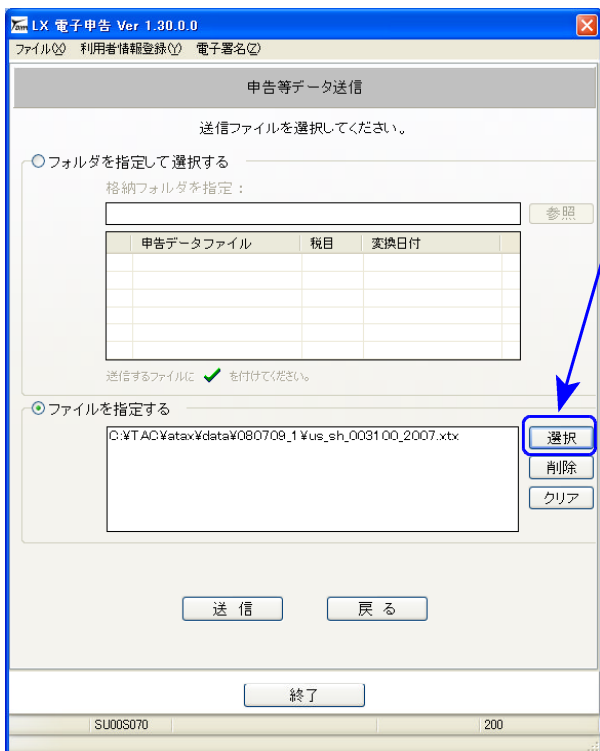 LX 電子申告 Ver 1.30.0.0
ファイル(X) 利用者情報登録(Y) 電子署名(Z)
申告等データ送信
送信ファイルを選択してください。
フォルダを指定して選択する
格納フォルダを指定：
参照
申告データファイル 税目 変換日付
送信するファイルに を付けてください。
ファイルを指定する
C:¥TAC¥atax¥data¥080709_1¥us_sh_003100_2007.xtx
選択
削除
クリア
送 信 戻 る
終了
SU00S070 200